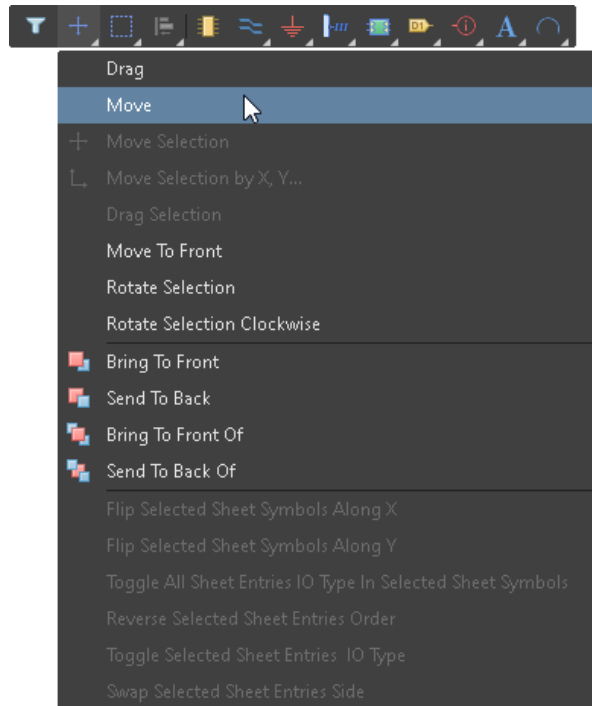 D1
A
Drag
Move
Move Selection
Move Selection by X, Y...
Drag Selection
Move To Front
Rotate Selection
Rotate Selection Clockwise
Bring To Front
Send To Back
Bring To Front Of
Send To Back Of
Flip Selected Sheet Symbols Along X
Flip Selected Sheet Symbols Along Y
Toggle All Sheet Entries IO Type In Selected Sheet Symbols
Reverse Selected Sheet Entries Order
Toggle Selected Sheet Entries  IO Type
Swap Selected Sheet Entries Side